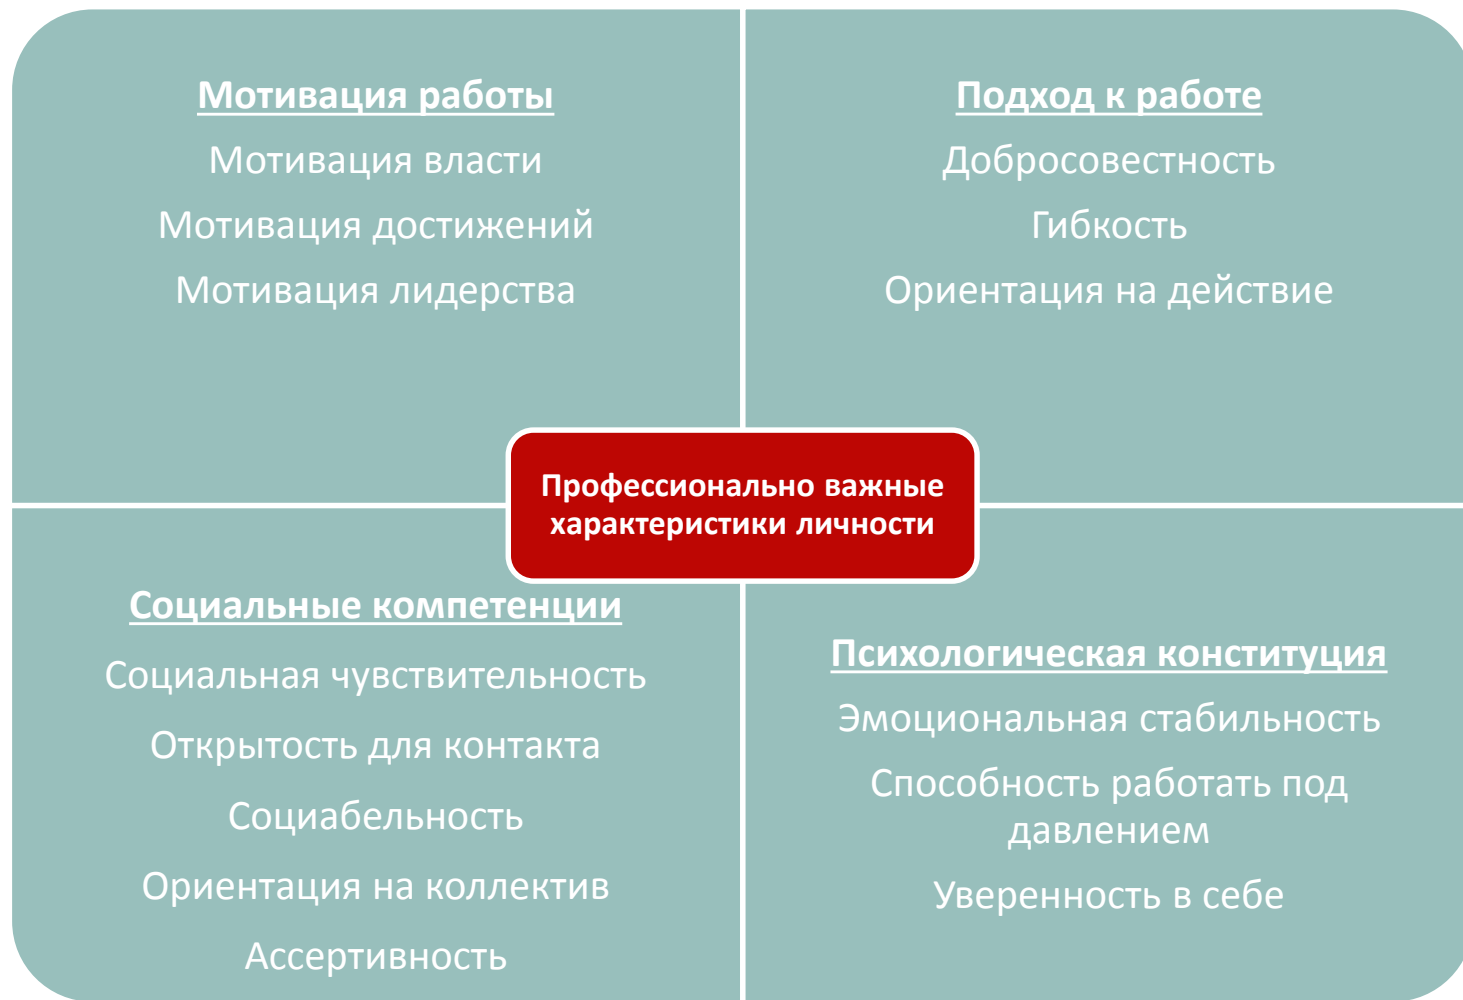 Мотивация работы
Мотивация власти
Мотивация достижений
Мотивация лидерства
Подход к работе
Добросовестность
Гибкость
Ориентация на действие
Профессионально важные
характеристики личности
Социальные компетенции
Социальная чувствительность
Открытость для контакта
Социабельность
Ориентация на коллектив
Ассертивность
Психологическая конституция
Эмоциональная стабильность
Способность работать под
давлением
Уверенность в себе